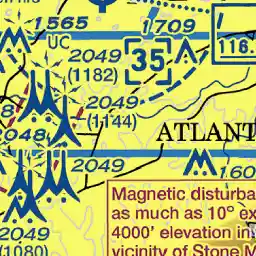 1565
1709
UC
116.
2049
(1182)
35
2049
(1144)
ATLANT
2049
160
Magnetic disturba
as much as 10° ex
4000' elevation in
vicinity of Stone M
2049
(1080)